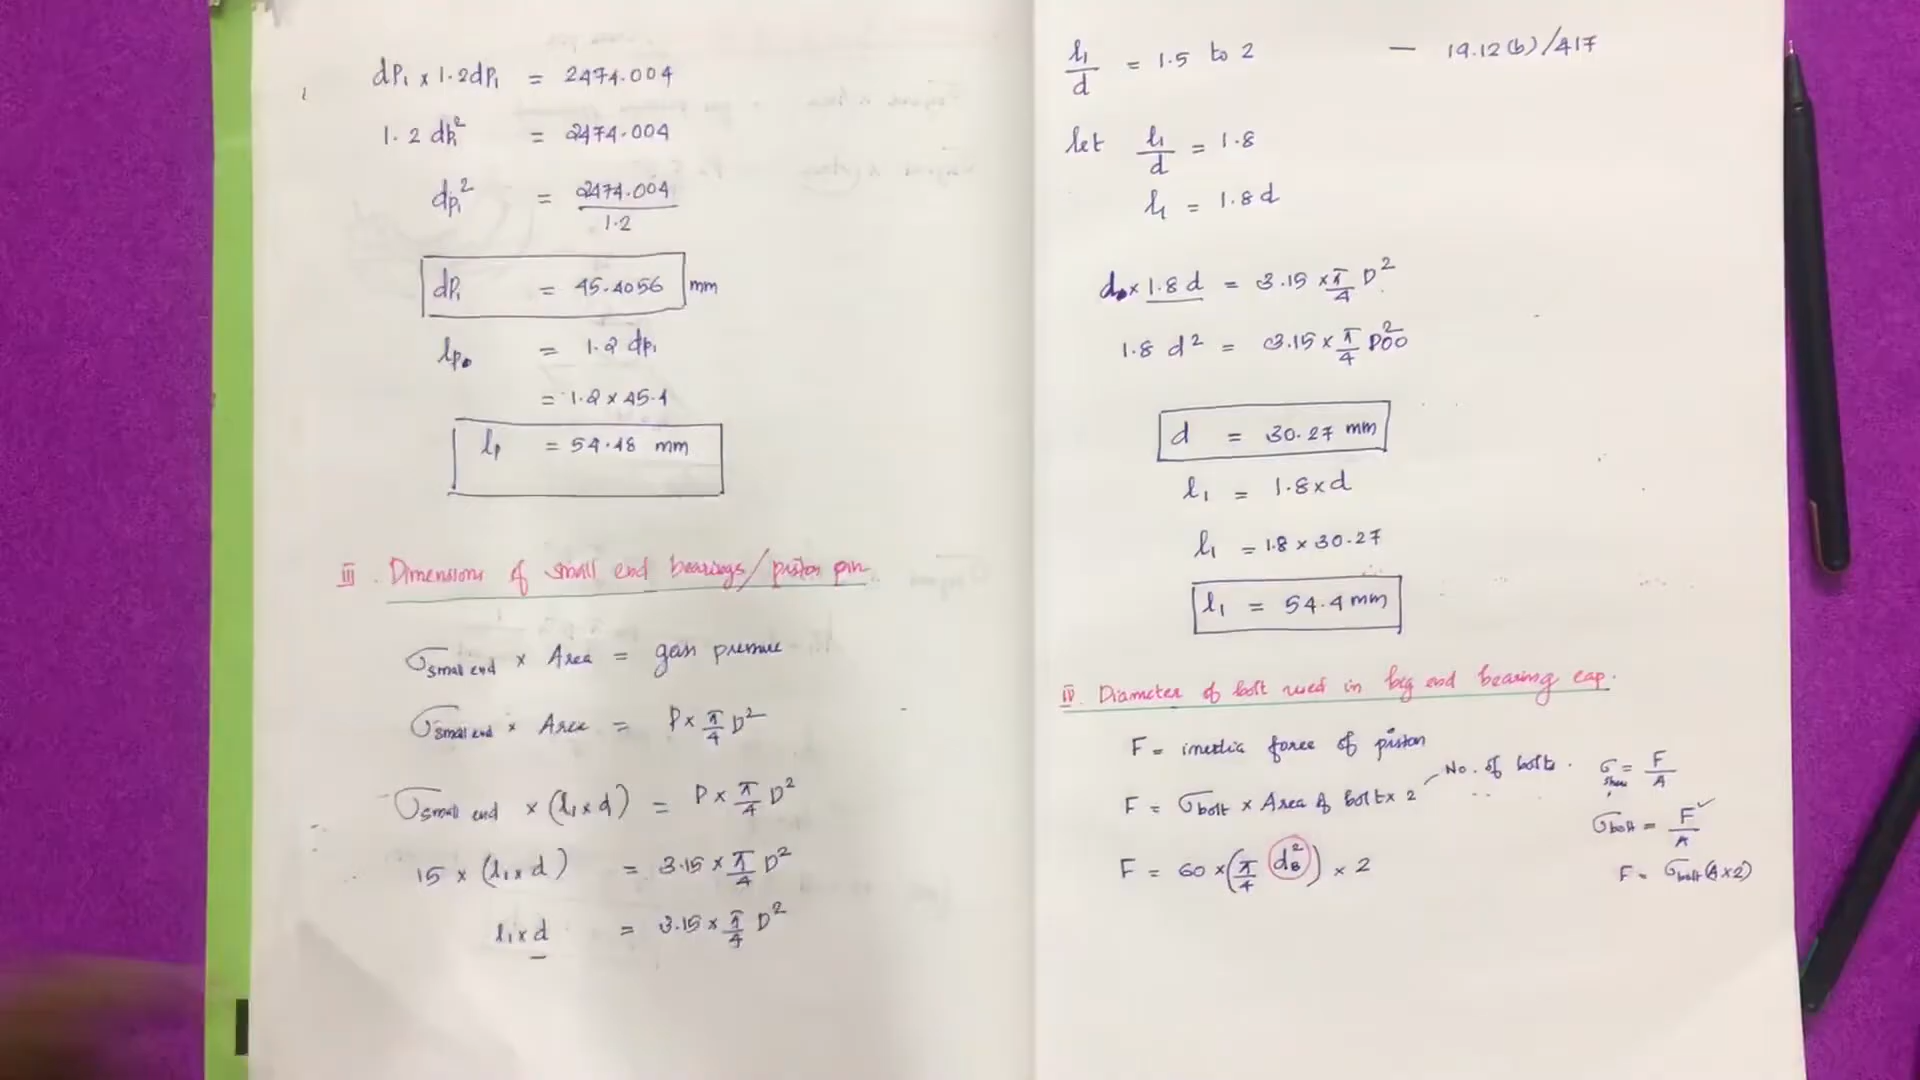 dp₁ x 1.2dp₁ = 2474.004
1.2 dp₁² = 2474.004
dp₁² = 2474.004 / 1.2
dp₁ = 45.4056 mm
lp = 1.2 dp₁
= 1.2 x 45.4
lp = 54.48 mm
iii. Dimensions of small end bearings/piston pin
σsmall end x Area = gas pressure
σsmall end x Area = P x π/4 D²
σsmall end x (l₁ x d) = P x π/4 D²
15 x (l₁ x d) = 3.15 x π/4 D²
l₁ x d = 3.15 x π/4 D²
l₁/d = 1.5 to 2 — 19.12(b)/417
let l₁/d = 1.8
l₁ = 1.8 d
d x 1.8 d = 3.15 x π/4 D²
1.8 d² = 3.15 x π/4 100²
d = 30.27 mm
l₁ = 1.8 x d
l₁ = 1.8 x 30.27
l₁ = 54.4 mm
iv. Diameter of bolt used in big end bearing cap.
F = inertia force of piston
No. of bolts.
F = σbolt x Area of bolt x 2
F = 60 x (π/4 dB²) x 2
σ = F/A
σbolt = F/A
F = σbolt (A x 2)